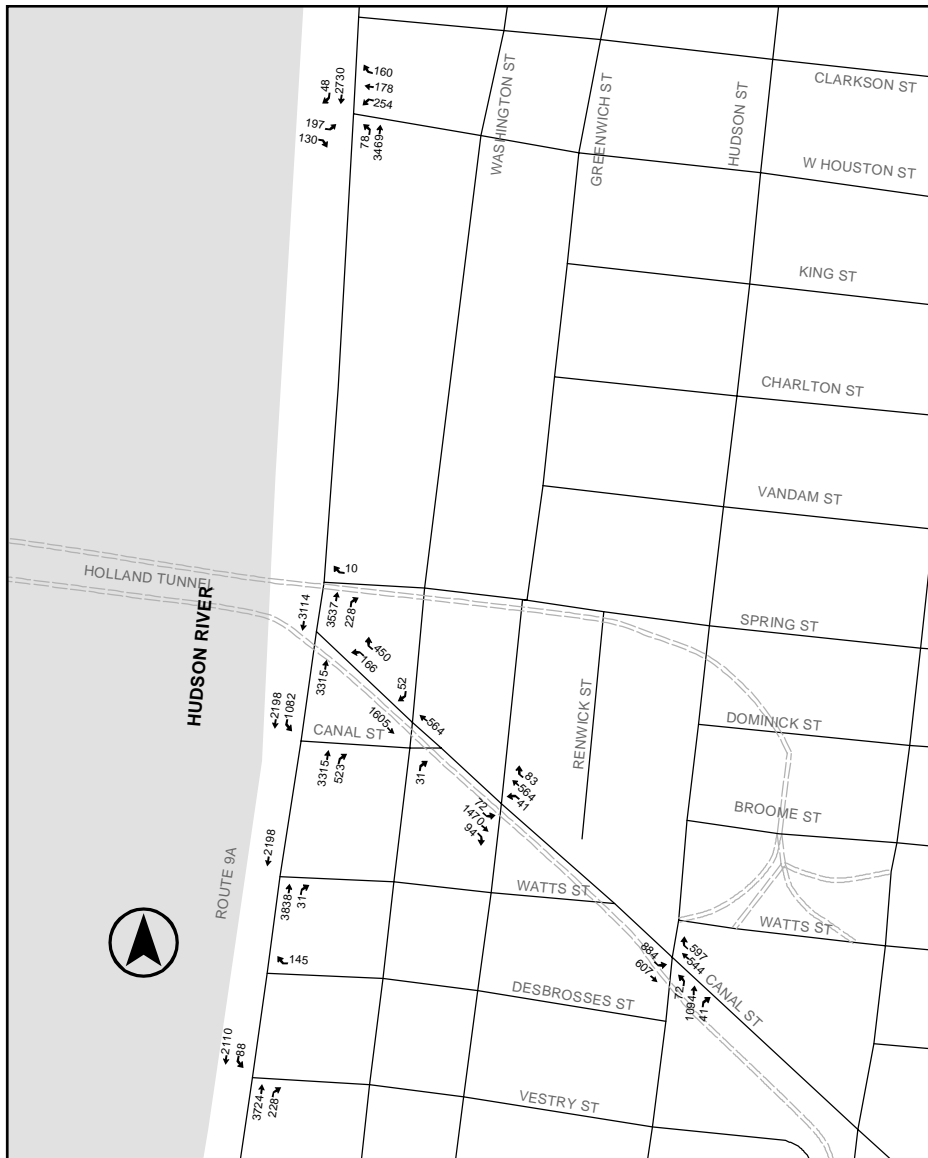 CLARKSON ST
WASHINGTON ST
GREENWICH ST
HUDSON ST
48
2730
160
178
254
197
130
78
3469
W HOUSTON ST
KING ST
CHARLTON ST
VANDAM ST
HOLLAND TUNNEL
10
3114
3537
228
SPRING ST
HUDSON RIVER
450
166
3315
52
1605
564
RENWICK ST
2198
1082
CANAL ST
DOMINICK ST
3315
523
31
83
564
41
72
1470
94
BROOME ST
2198
ROUTE 9A
3838
31
WATTS ST
WATTS ST
145
884
607
597
544
CANAL ST
72
1094
41
DESBROSSES ST
2110
88
3724
228
VESTRY ST